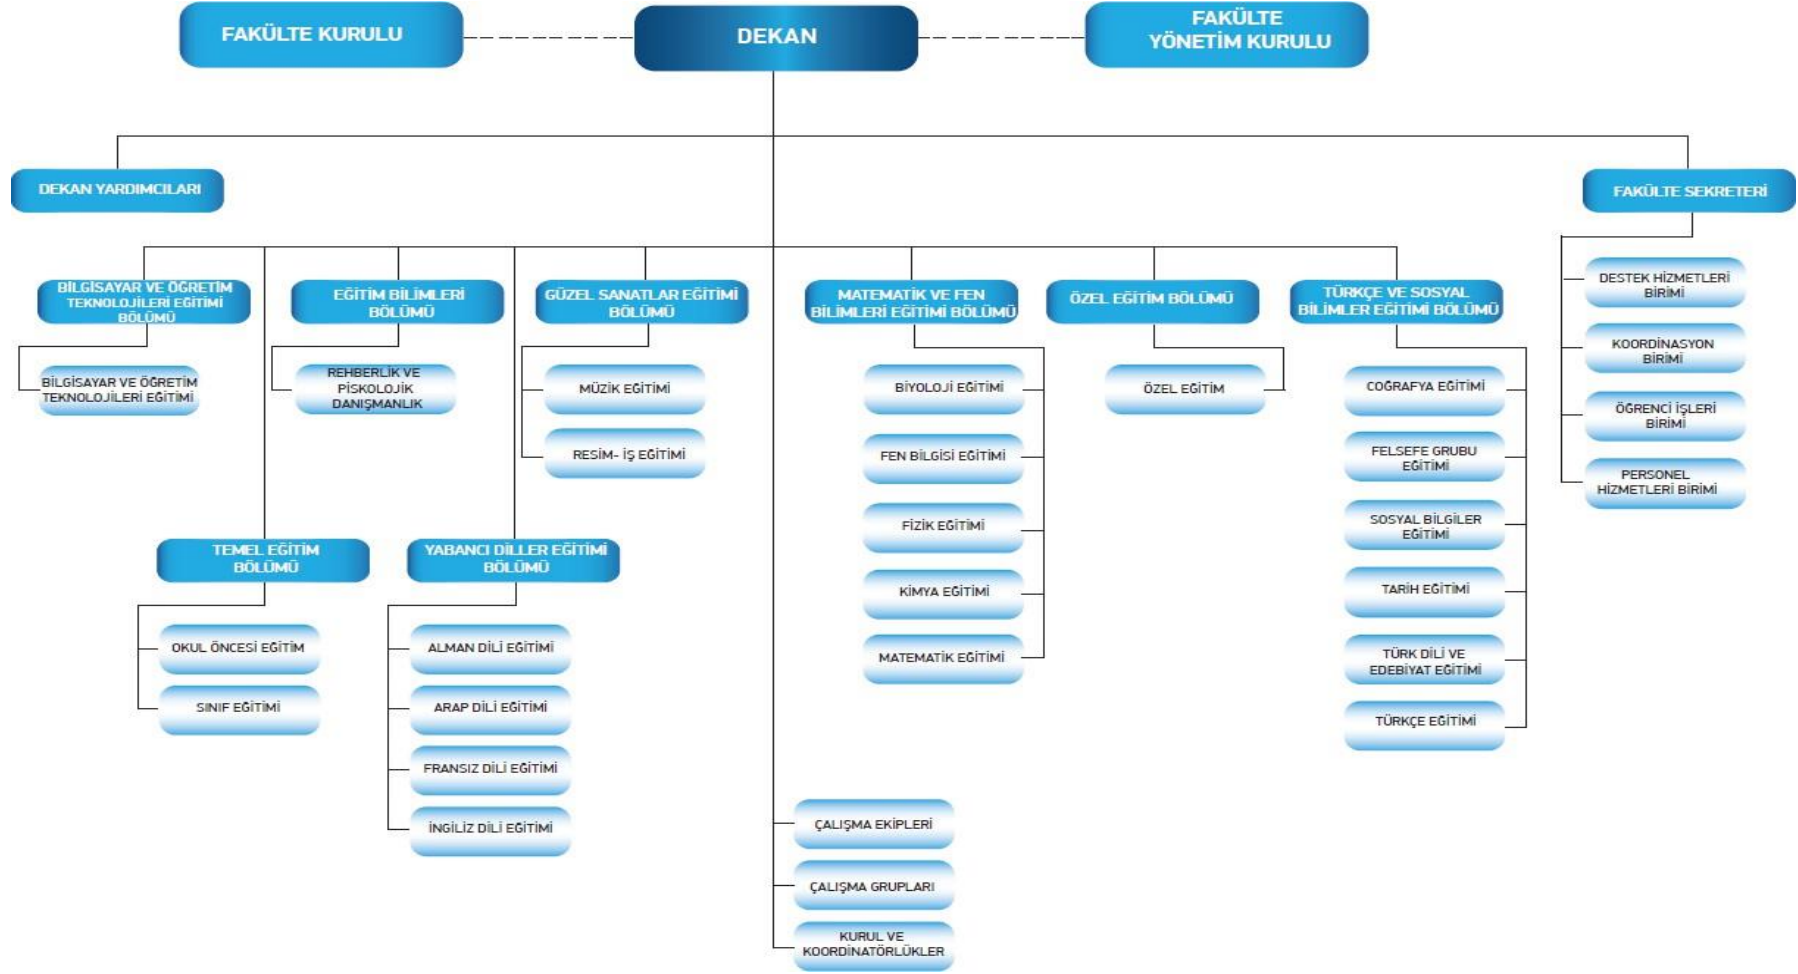 FAKÜLTE KURULU
DEKAN
FAKÜLTE
YÖNETİM KURULU
DEKAN YARDIMCILARI
FAKÜLTE SEKRETERİ
DESTEK HİZMETLERİ
BİRİMİ
KOORDİNASYON
BİRİMİ
ÖĞRENCİ İŞLERİ
BİRİMİ
PERSONEL
HİZMETLERİ BİRİMİ
BİLGİSAYAR VE ÖĞRETİM
TEKNOLOJİLERİ EĞİTİMİ
BÖLÜMÜ
BİLGİSAYAR VE ÖĞRETİM
TEKNOLOJİLERİ EĞİTİMİ
EĞİTİM BİLİMLERİ
BÖLÜMÜ
REHBERLİK VE
PİSKOLOJİK
DANIŞMANLIK
GÜZEL SANATLAR EĞİTİMİ
BÖLÜMÜ
MÜZİK EĞİTİMİ
RESİM- İŞ EĞİTİMİ
MATEMATİK VE FEN
BİLİMLERİ EĞİTİMİ BÖLÜMÜ
BİYOLOJİ EĞİTİMİ
FEN BİLGİSİ EĞİTİMİ
FİZİK EĞİTİMİ
KİMYA EĞİTİMİ
MATEMATİK EĞİTİMİ
ÖZEL EĞİTİM BÖLÜMÜ
ÖZEL EĞİTİM
TÜRKÇE VE SOSYAL
BİLİMLER EĞİTİMİ BÖLÜMÜ
COĞRAFYA EĞİTİMİ
FELSEFE GRUBU
EĞİTİMİ
SOSYAL BİLGİLER
EĞİTİMİ
TARİH EĞİTİMİ
TÜRK DİLİ VE
EDEBİYAT EĞİTİMİ
TÜRKÇE EĞİTİMİ
TEMEL EĞİTİM
BÖLÜMÜ
OKUL ÖNCESİ EĞİTİM
SINIF EĞİTİMİ
YABANCI DİLLER EĞİTİMİ
BÖLÜMÜ
ALMAN DİLİ EĞİTİMİ
ARAP DİLİ EĞİTİMİ
FRANSIZ DİLİ EĞİTİMİ
İNGİLİZ DİLİ EĞİTİMİ
ÇALIŞMA EKİPLERİ
ÇALIŞMA GRUPLARI
KURUL VE
KOORDİNATÖRLÜKLER